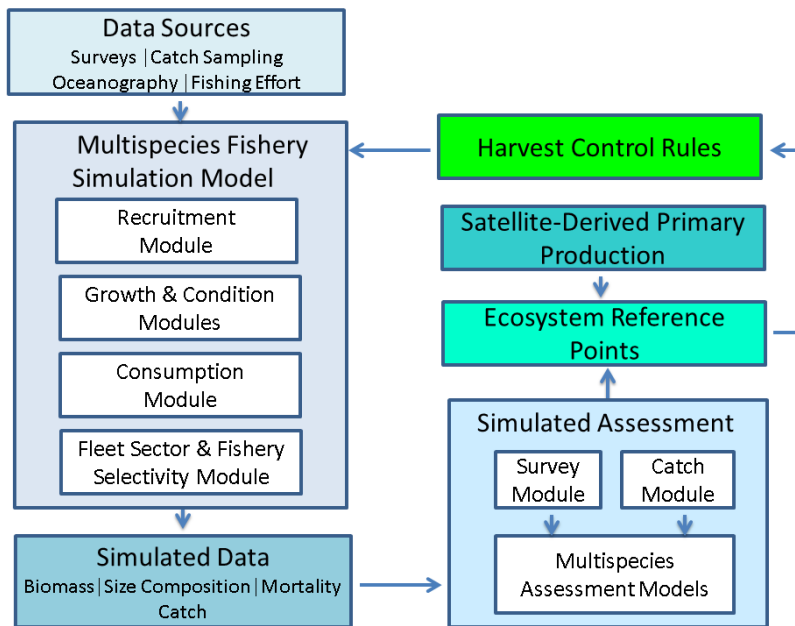 Data Sources
Surveys | Catch Sampling
Oceanography | Fishing Effort
Multispecies Fishery
Simulation Model
Recruitment
Module
Growth & Condition
Modules
Consumption
Module
Fleet Sector & Fishery
Selectivity Module
Simulated Data
Biomass | Size Composition | Mortality
Catch
Harvest Control Rules
Satellite-Derived Primary
Production
Ecosystem Reference
Points
Simulated Assessment
Survey
Module
Catch
Module
Multispecies
Assessment Models